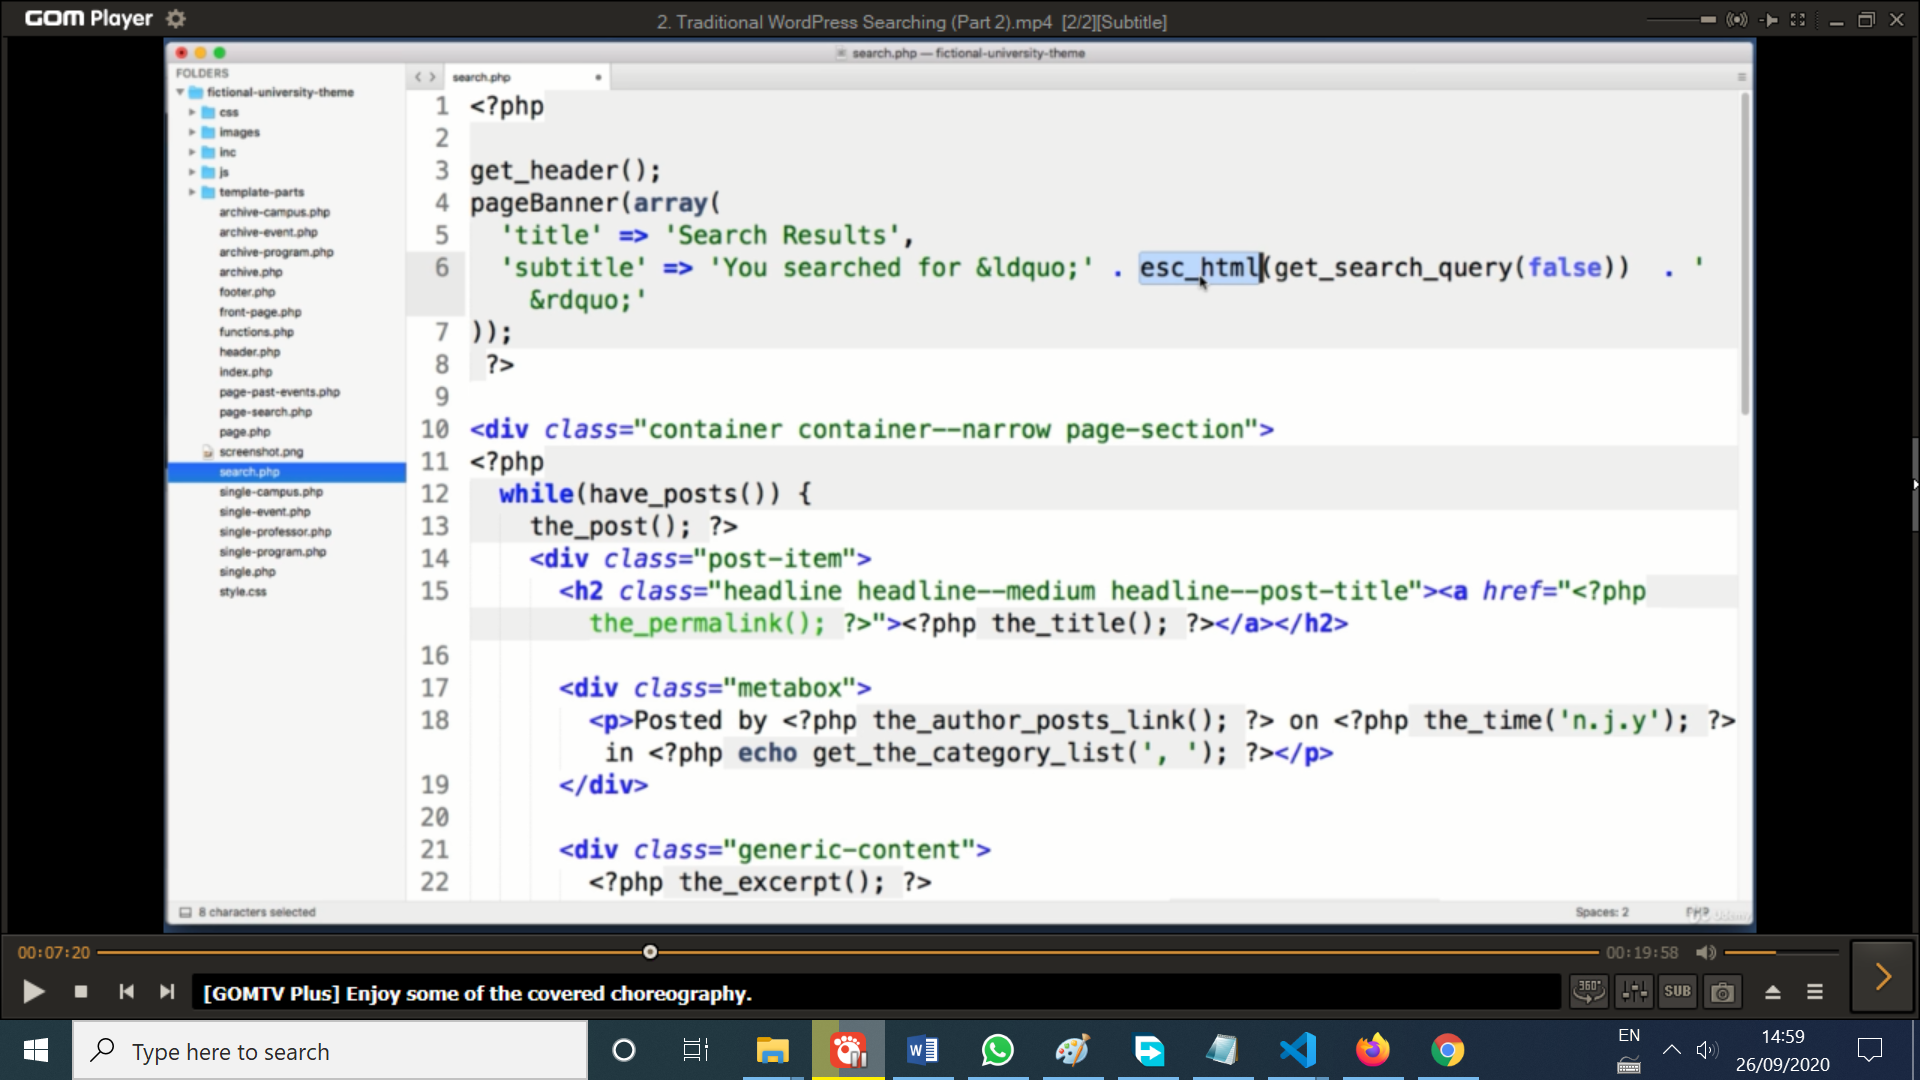 GOM Player
2. Traditional WordPress Searching (Part 2).mp4 [2/2][Subtitle]
search.php — fictional-university-theme
FOLDERS
fictional-university-theme
css
images
inc
js
template-parts
archive-campus.php
archive-event.php
archive-program.php
archive.php
footer.php
front-page.php
functions.php
header.php
index.php
page-past-events.php
page-search.php
page.php
screenshot.png
search.php
single-campus.php
single-event.php
single-professor.php
single-program.php
single.php
style.css
search.php
1 <?php
2
3 get_header();
4 pageBanner(array(
5 'title' => 'Search Results',
6 'subtitle' => 'You searched for &ldquo;' . esc_html(get_search_query(false)) . '
&rdquo;'
7 ));
8 ?>
9
10 <div class="container container--narrow page-section">
11 <?php
12 while(have_posts()) {
13 the_post(); ?>
14 <div class="post-item">
15 <h2 class="headline headline--medium headline--post-title"><a href="<?php
the_permalink(); ?>"><?php the_title(); ?></a></h2>
16
17 <div class="metabox">
18 <p>Posted by <?php the_author_posts_link(); ?> on <?php the_time('n.j.y'); ?>
in <?php echo get_the_category_list(', '); ?></p>
19 </div>
20
21 <div class="generic-content">
22 <?php the_excerpt(); ?>
8 characters selected
Spaces: 2
PHP
Udemy
00:07:20
00:19:58
[GOMTV Plus] Enjoy some of the covered choreography.
360°
SUB
Type here to search
EN
14:59
26/09/2020